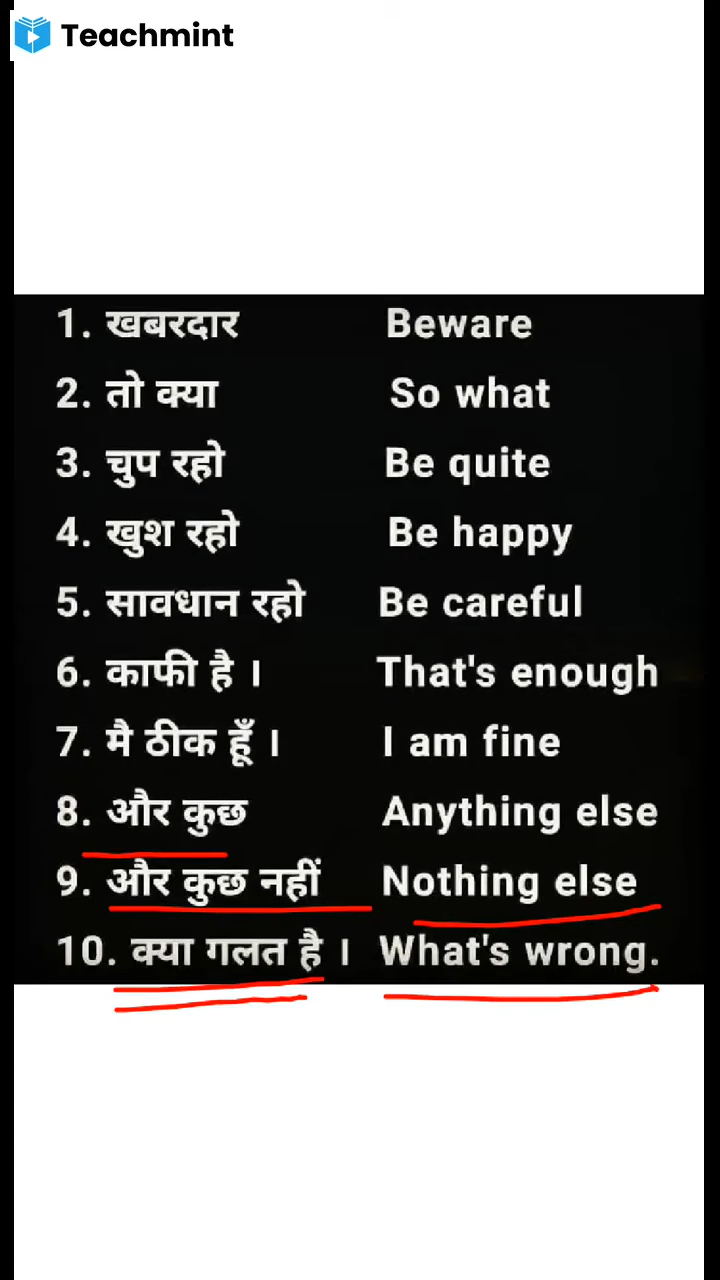 Teachmint
1. खबरदार Beware
2. तो क्या So what
3. चुप रहो Be quite
4. खुश रहो Be happy
5. सावधान रहो Be careful
6. काफी है । That's enough
7. मै ठीक हूँ । I am fine
8. और कुछ Anything else
9. और कुछ नहीं Nothing else
10. क्या गलत है । What's wrong.